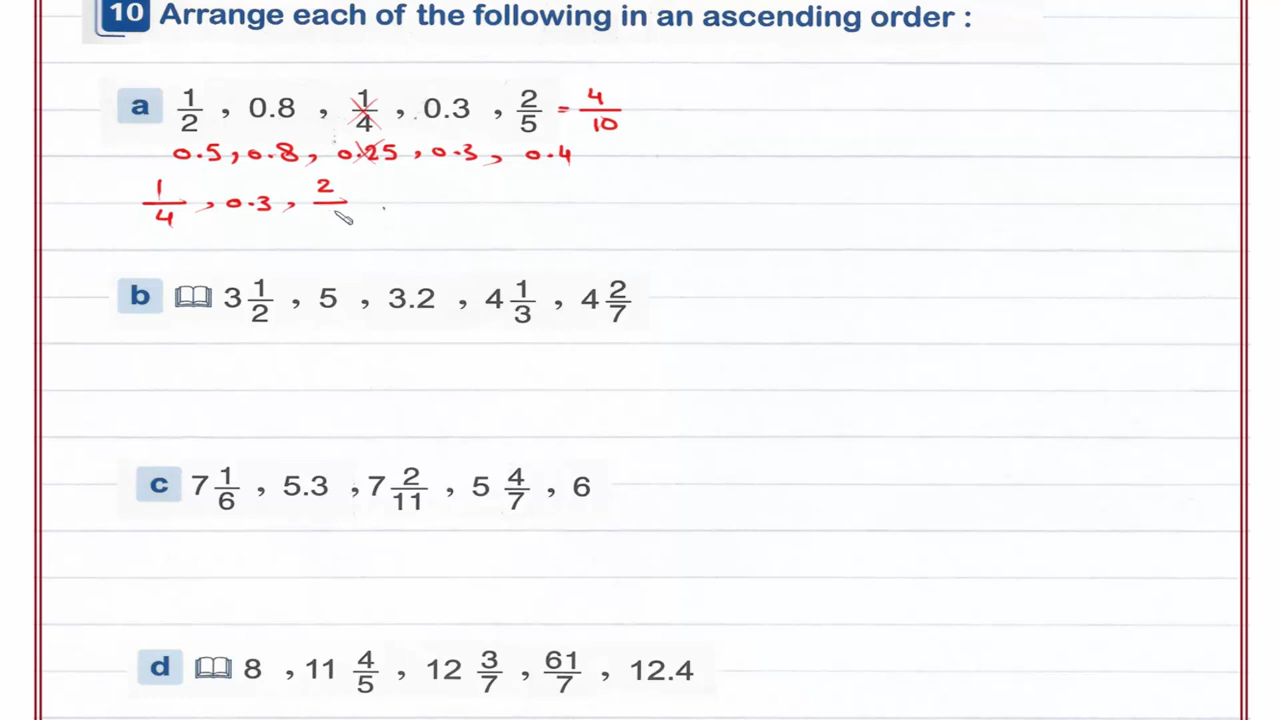 10 Arrange each of the following in an ascending order :
a 1/2 , 0.8 , 1/4 , 0.3 , 2/5 = 4/10
0.5 , 0.8 , 0.25 , 0.3 , 0.4
1/4 , 0.3 , 2/
b 3 1/2 , 5 , 3.2 , 4 1/3 , 4 2/7
c 7 1/6 , 5.3 , 7 2/11 , 5 4/7 , 6
d 8 , 11 4/5 , 12 3/7 , 61/7 , 12.4